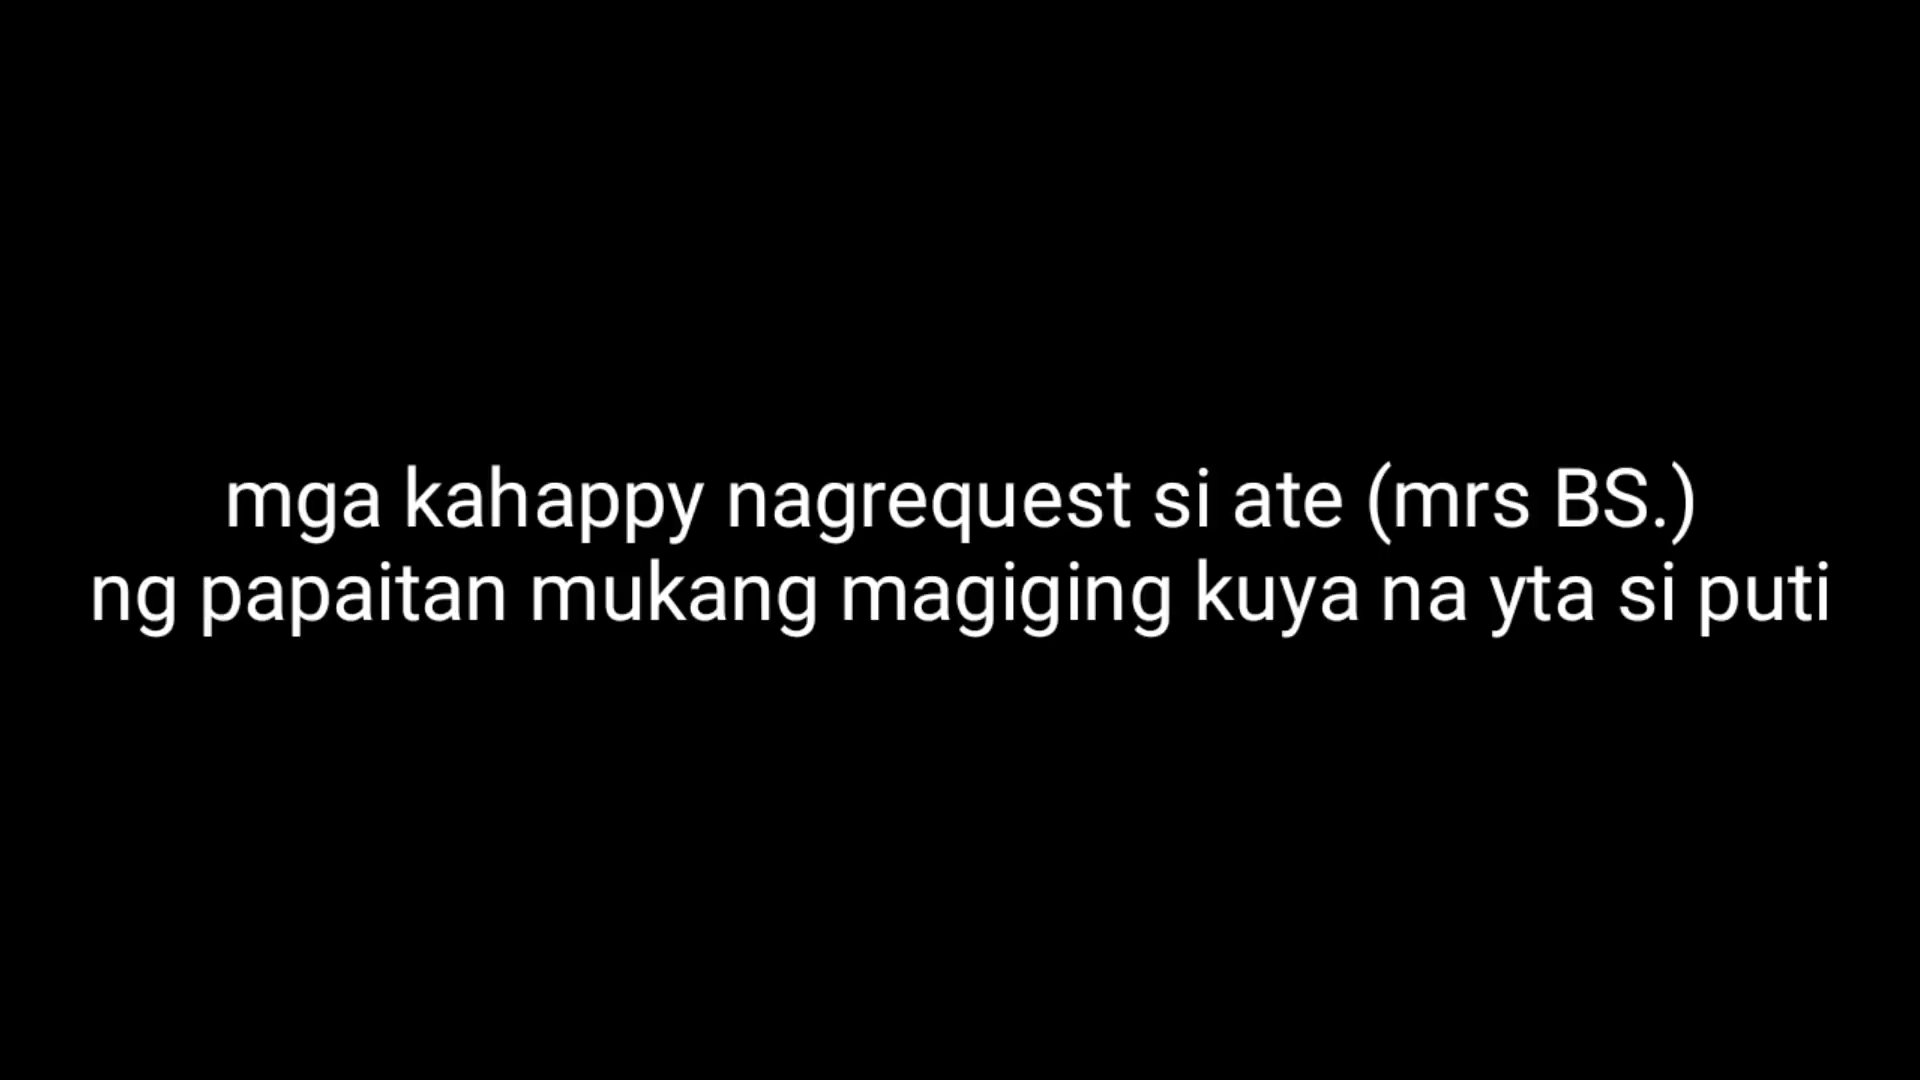 mga kahappy nagrequest si ate (mrs BS.)
ng papaitan mukang magiging kuya na yta si puti